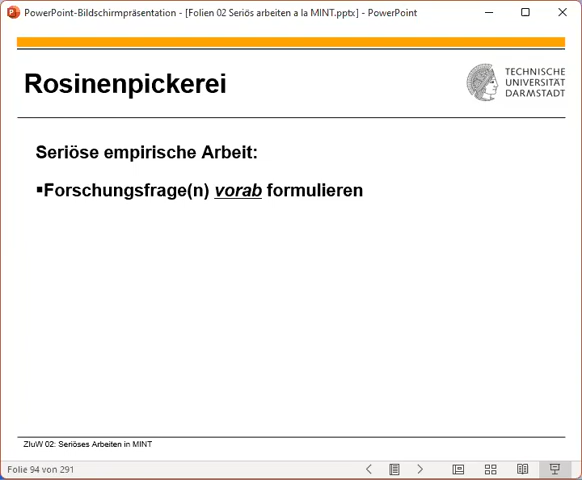 PowerPoint-Bildschirmpräsentation - [Folien 02 Seriös arbeiten a la MINT.pptx] - PowerPoint
Rosinenpickerei
TECHNISCHE
UNIVERSITÄT
DARMSTADT
Seriöse empirische Arbeit:
▪Forschungsfrage(n) vorab formulieren
ZIuW 02: Seriöses Arbeiten in MINT
Folie 94 von 291